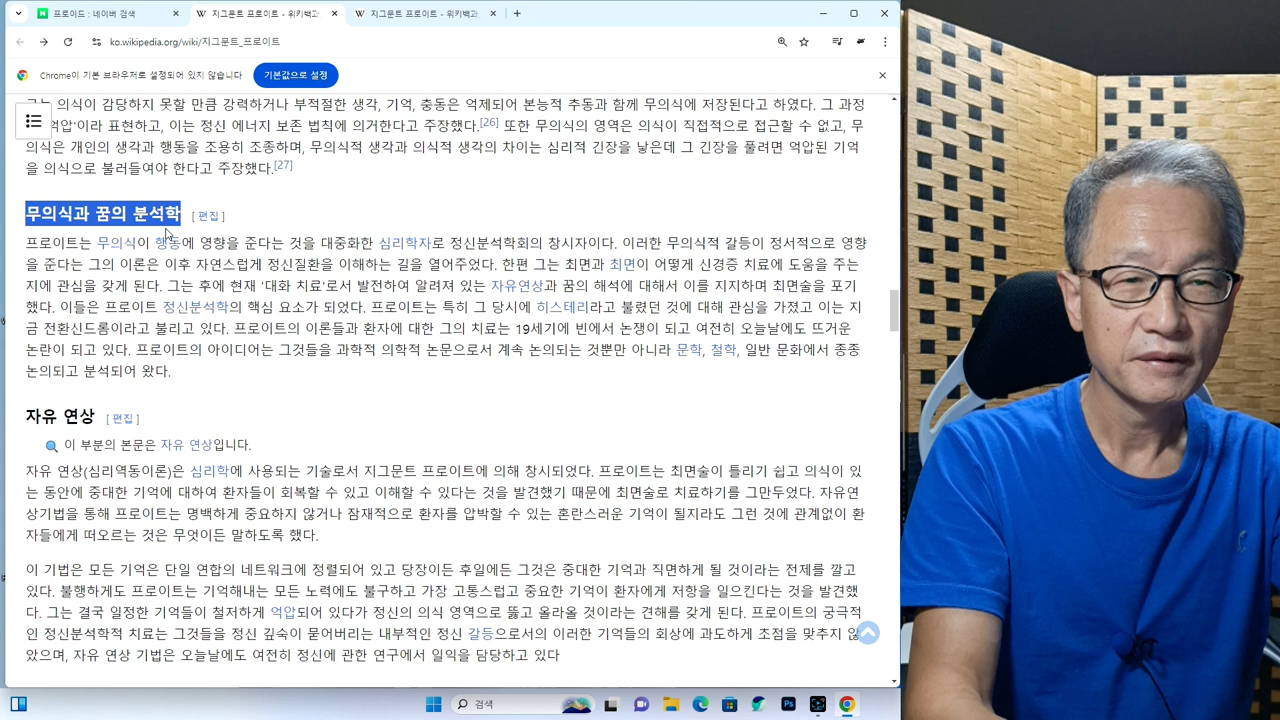 프로이드 : 네이버 검색
지그문트 프로이트 - 위키백과
지그문트 프로이트 - 위키백과
ko.wikipedia.org/wiki/지그문트_프로이트
Chrome이 기본 브라우저로 설정되어 있지 않습니다
기본값으로 설정
의식이 감당하지 못할 만큼 강력하거나 부적절한 생각, 기억, 충동은 억제되어 본능적 추동과 함께 무의식에 저장된다고 하였다. 그 과정
억압'이라 표현하고, 이는 정신 에너지 보존 법칙에 의거한다고 주장했다.[26] 또한 무의식의 영역은 의식이 직접적으로 접근할 수 없고, 무
의식은 개인의 생각과 행동을 조용히 조종하며, 무의식적 생각과 의식적 생각의 차이는 심리적 긴장을 낳은데 그 긴장을 풀려면 억압된 기억
을 의식으로 불러들여야 한다고 주장했다.[27]
무의식과 꿈의 분석학 [ 편집 ]
프로이트는 무의식이 행동에 영향을 준다는 것을 대중화한 심리학자로 정신분석학회의 창시자이다. 이러한 무의식적 갈등이 정서적으로 영향
을 준다는 그의 이론은 이후 자연스럽게 정신질환을 이해하는 길을 열어주었다. 한편 그는 최면과 최면이 어떻게 신경증 치료에 도움을 주는
지에 관심을 갖게 된다. 그는 후에 현재 '대화 치료'로서 발전하여 알려져 있는 자유연상과 꿈의 해석에 대해서 이를 지지하며 최면술을 포기
했다. 이들은 프로이트 정신분석학의 핵심 요소가 되었다. 프로이트는 특히 그 당시에 히스테리라고 불렸던 것에 대해 관심을 가졌고 이는 지
금 전환신드롬이라고 불리고 있다. 프로이트의 이론들과 환자에 대한 그의 치료는 19세기에 빈에서 논쟁이 되고 여전히 오늘날에도 뜨거운
논란이 되고 있다. 프로이트의 아이디어는 그것들을 과학적 의학적 논문으로서 계속 논의되는 것뿐만 아니라 문학, 철학, 일반 문화에서 종종
논의되고 분석되어 왔다.
자유 연상 [ 편집 ]
이 부분의 본문은 자유 연상입니다.
자유 연상(심리역동이론)은 심리학에 사용되는 기술로서 지그문트 프로이트에 의해 창시되었다. 프로이트는 최면술이 틀리기 쉽고 의식이 있
는 동안에 중대한 기억에 대하여 환자들이 회복할 수 있고 이해할 수 있다는 것을 발견했기 때문에 최면술로 치료하기를 그만두었다. 자유연
상기법을 통해 프로이트는 명백하게 중요하지 않거나 잠재적으로 환자를 압박할 수 있는 혼란스러운 기억이 될지라도 그런 것에 관계없이 환
자들에게 떠오르는 것은 무엇이든 말하도록 했다.
이 기법은 모든 기억은 단일 연합의 네트워크에 정렬되어 있고 당장이든 후일에든 그것은 중대한 기억과 직면하게 될 것이라는 전제를 깔고
있다. 불행하게도 프로이트는 기억해내는 모든 노력에도 불구하고 가장 고통스럽고 중요한 기억이 환자에게 저항을 일으킨다는 것을 발견했
다. 그는 결국 일정한 기억들이 철저하게 억압되어 있다가 정신의 의식 영역으로 뚫고 올라올 것이라는 견해를 갖게 된다. 프로이트의 궁극적
인 정신분석학적 치료는 그것들을 정신 깊숙이 묻어버리는 내부적인 정신 갈등으로서의 이러한 기억들의 회상에 과도하게 초점을 맞추지 않
았으며, 자유 연상 기법은 오늘날에도 여전히 정신에 관한 연구에서 일익을 담당하고 있다
검색